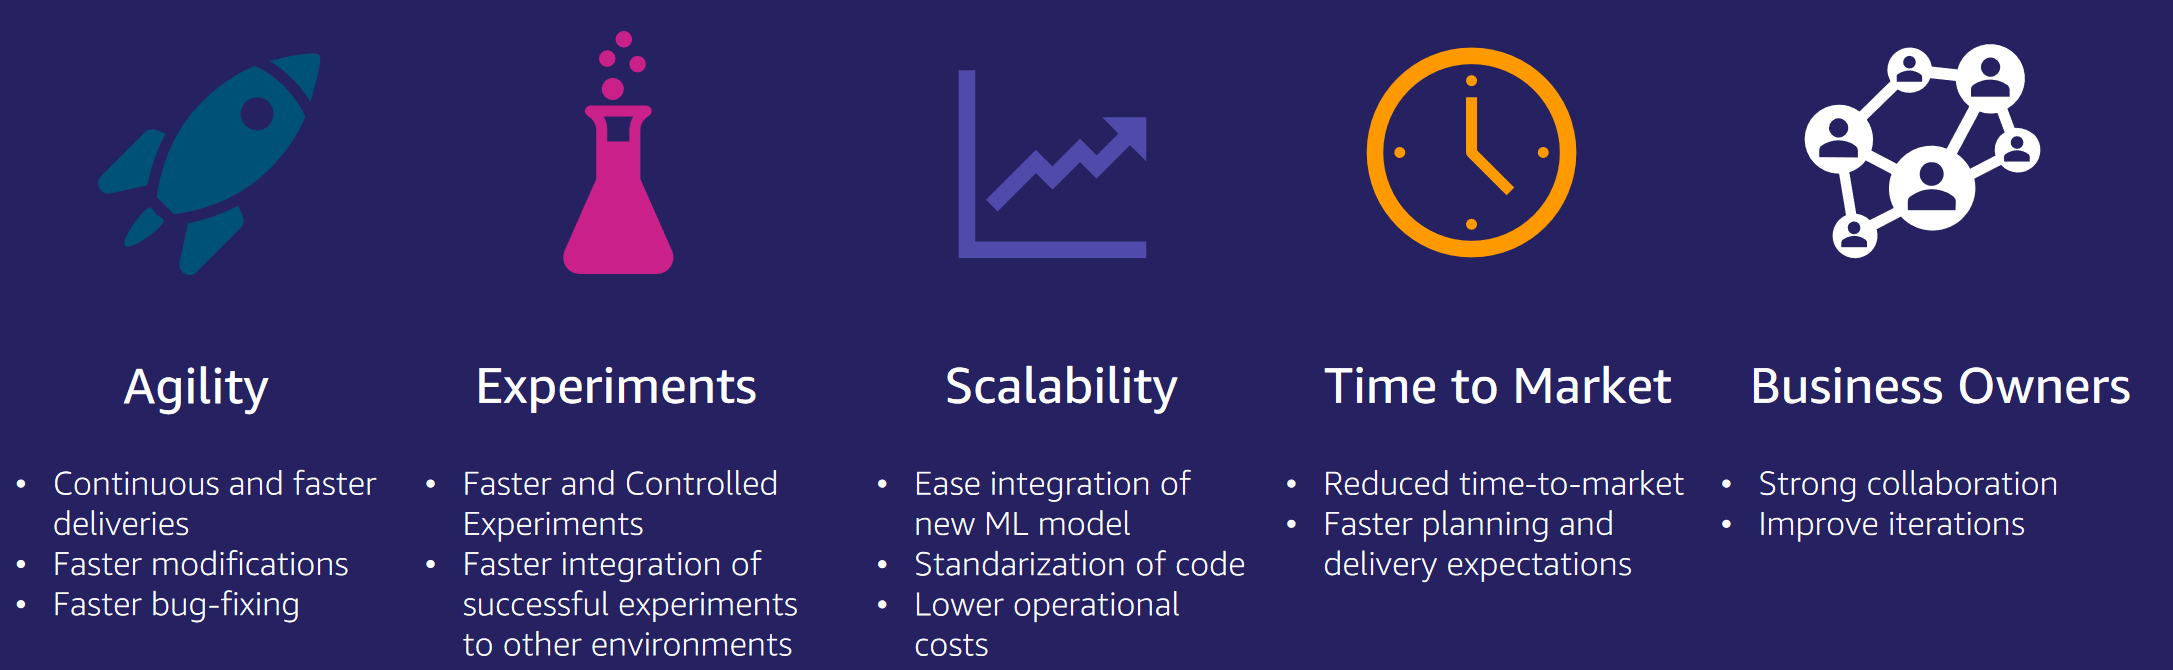 Agility
• Continuous and faster
deliveries
• Faster modifications
• Faster bug-fixing
Experiments
• Faster and Controlled
Experiments
• Faster integration of
successful experiments
to other environments
Scalability
• Ease integration of
new ML model
• Standarization of code
• Lower operational
costs
Time to Market
• Reduced time-to-market
• Faster planning and
delivery expectations
Business Owners
• Strong collaboration
• Improve iterations